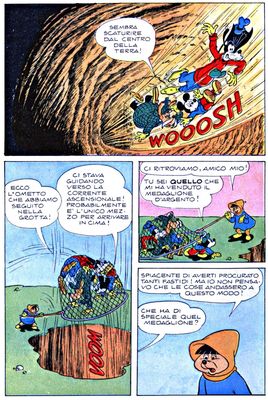 SEMBRA
SCATURIRE
DAL CENTRO
DELLA
TERRA!
WOOOSH
ECCO
L'OMETTO
CHE ABBIAMO
SEGUITO
NELLA
GROTTA!
CI STAVA
GUIDANDO
VERSO LA
CORRENTE
ASCENSIONALE!
PROBABILMENTE
E' L'UNICO MEZ-
ZO PER ARRIVARE
IN CIMA!
VOOM
CI RITROVIAMO, AMICO MIO!
TU SEI QUELLO CHE
MI HA VENDUTO IL
MEDAGLIONE
D'ARGENTO!
SPIACENTE DI AVERTI PROCURATO
TANTI FASTIDI! MA IO NON PENSA-
VO CHE LE COSE ANDASSERO A
QUESTO MODO!
CHE HA DI
SPECIALE QUEL
MEDAGLIONE?